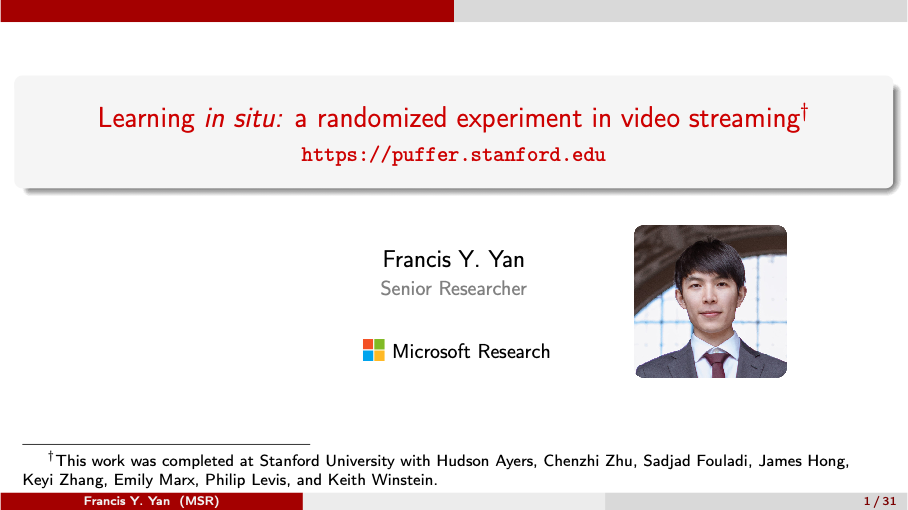 Learning in situ: a randomized experiment in video streaming†
https://puffer.stanford.edu
Francis Y. Yan
Senior Researcher
Microsoft Research
†This work was completed at Stanford University with Hudson Ayers, Chenzhi Zhu, Sadjad Fouladi, James Hong,
Keyi Zhang, Emily Marx, Philip Levis, and Keith Winstein.
Francis Y. Yan (MSR)
1 / 31